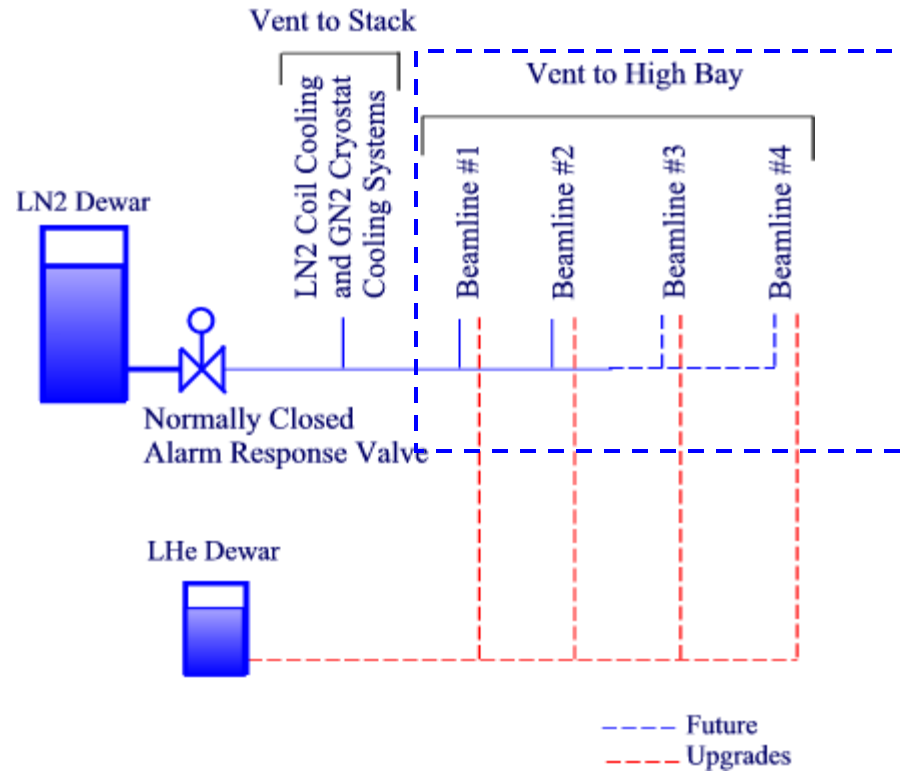 Vent to Stack
Vent to High Bay
LN2 Coil Cooling
and GN2 Cryostat
Cooling Systems
Beamline #1
Beamline #2
Beamline #3
Beamline #4
LN2 Dewar
Normally Closed
Alarm Response Valve
LHe Dewar
Future
Upgrades